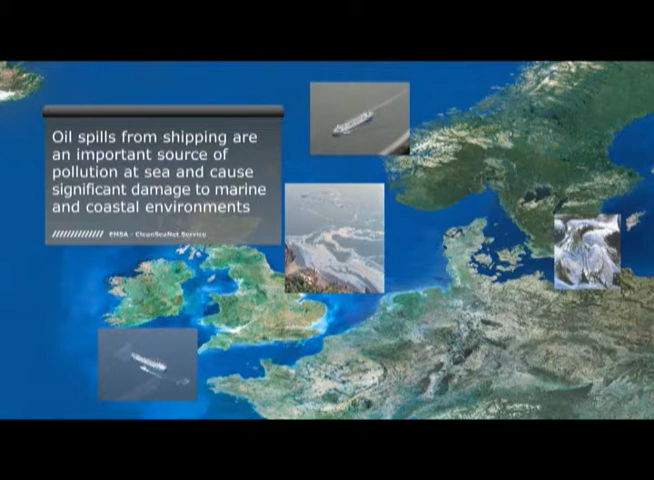 Oil spills from shipping are
an important source of
pollution at sea and cause
significant damage to marine
and coastal environments
EMSA - CleanSeaNet Service